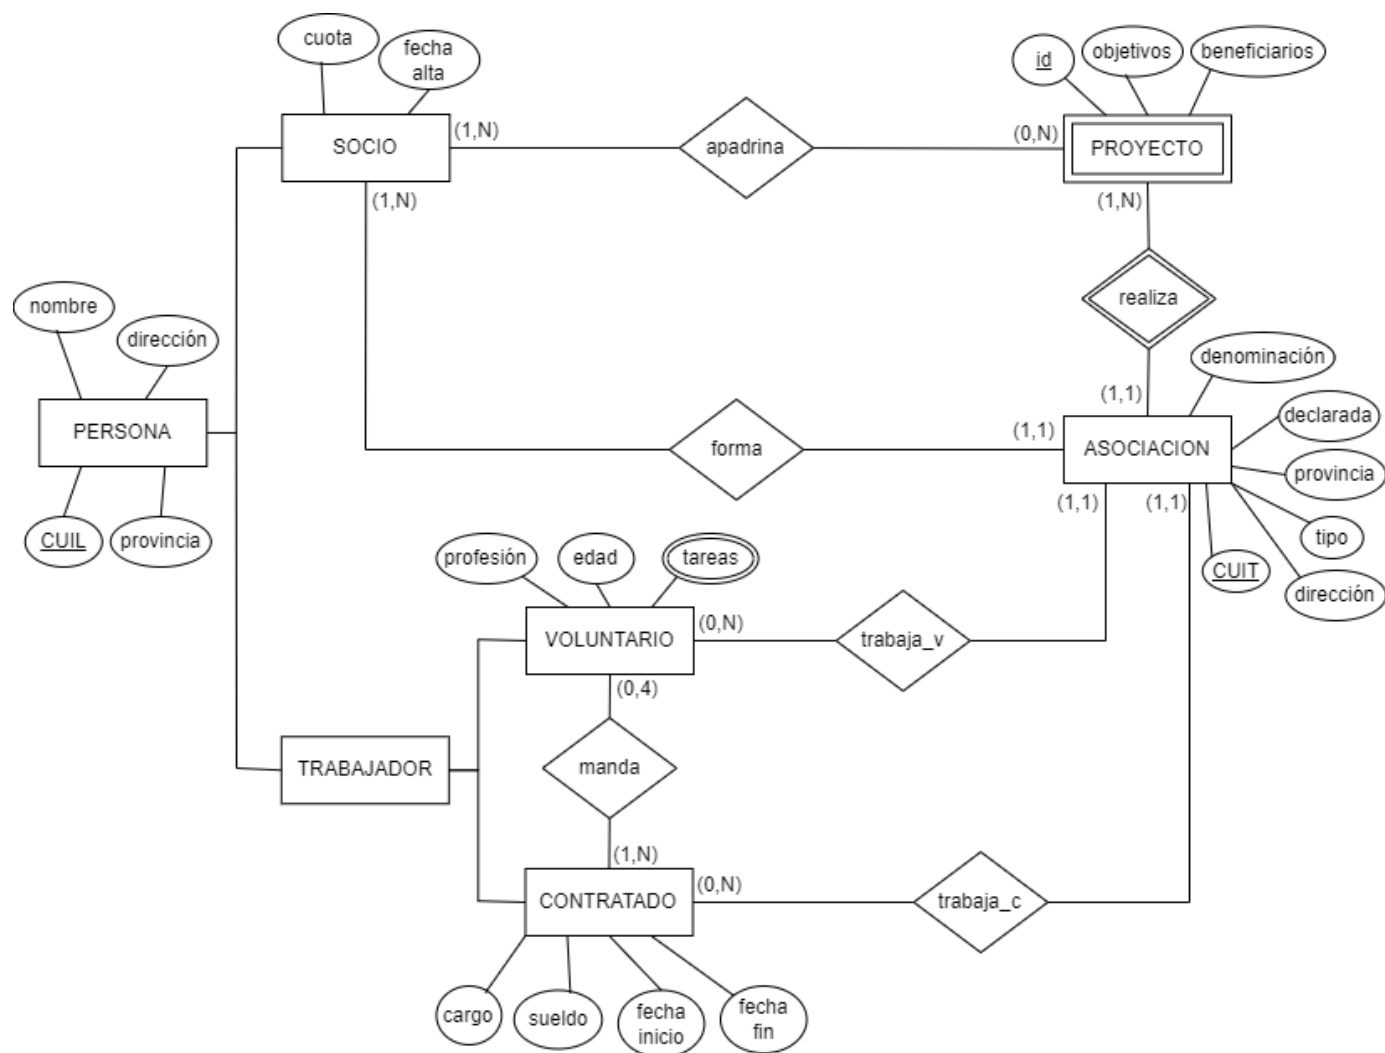 cuota
fecha
alta
id
objetivos
beneficiarios
SOCIO
(1,N)
apadrina
(0,N)
PROYECTO
(1,N)
(1,N)
realiza
nombre
dirección
denominación
(1,1)
declarada
PERSONA
forma
(1,1)
ASOCIACION
provincia
(1,1)
(1,1)
CUIL
provincia
profesión
edad
tareas
tipo
CUIT
dirección
(0,N)
VOLUNTARIO
trabaja_v
(0,4)
TRABAJADOR
manda
(1,N)
(0,N)
CONTRATADO
trabaja_c
cargo
sueldo
fecha
inicio
fecha
fin